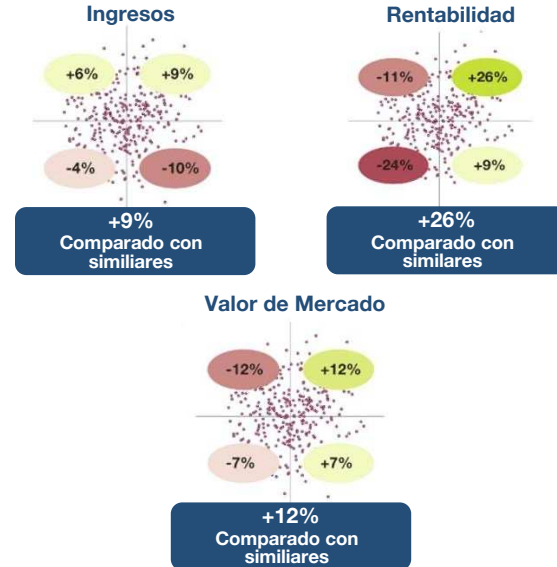 Ingresos
+6%
+9%
-4%
-10%
+9%
Comparado con
similiares
Rentabilidad
-11%
+26%
-24%
+9%
+26%
Comparado con
similares
Valor de Mercado
-12%
+12%
-7%
+7%
+12%
Comparado con
similiares